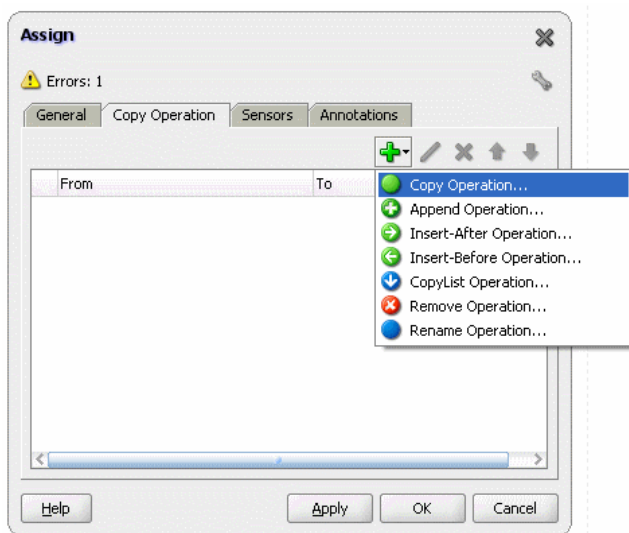 Assign
Errors: 1
General Copy Operation Sensors Annotations
From To
Copy Operation...
Append Operation...
Insert-After Operation...
Insert-Before Operation...
CopyList Operation...
Remove Operation...
Rename Operation...
Help Apply OK Cancel